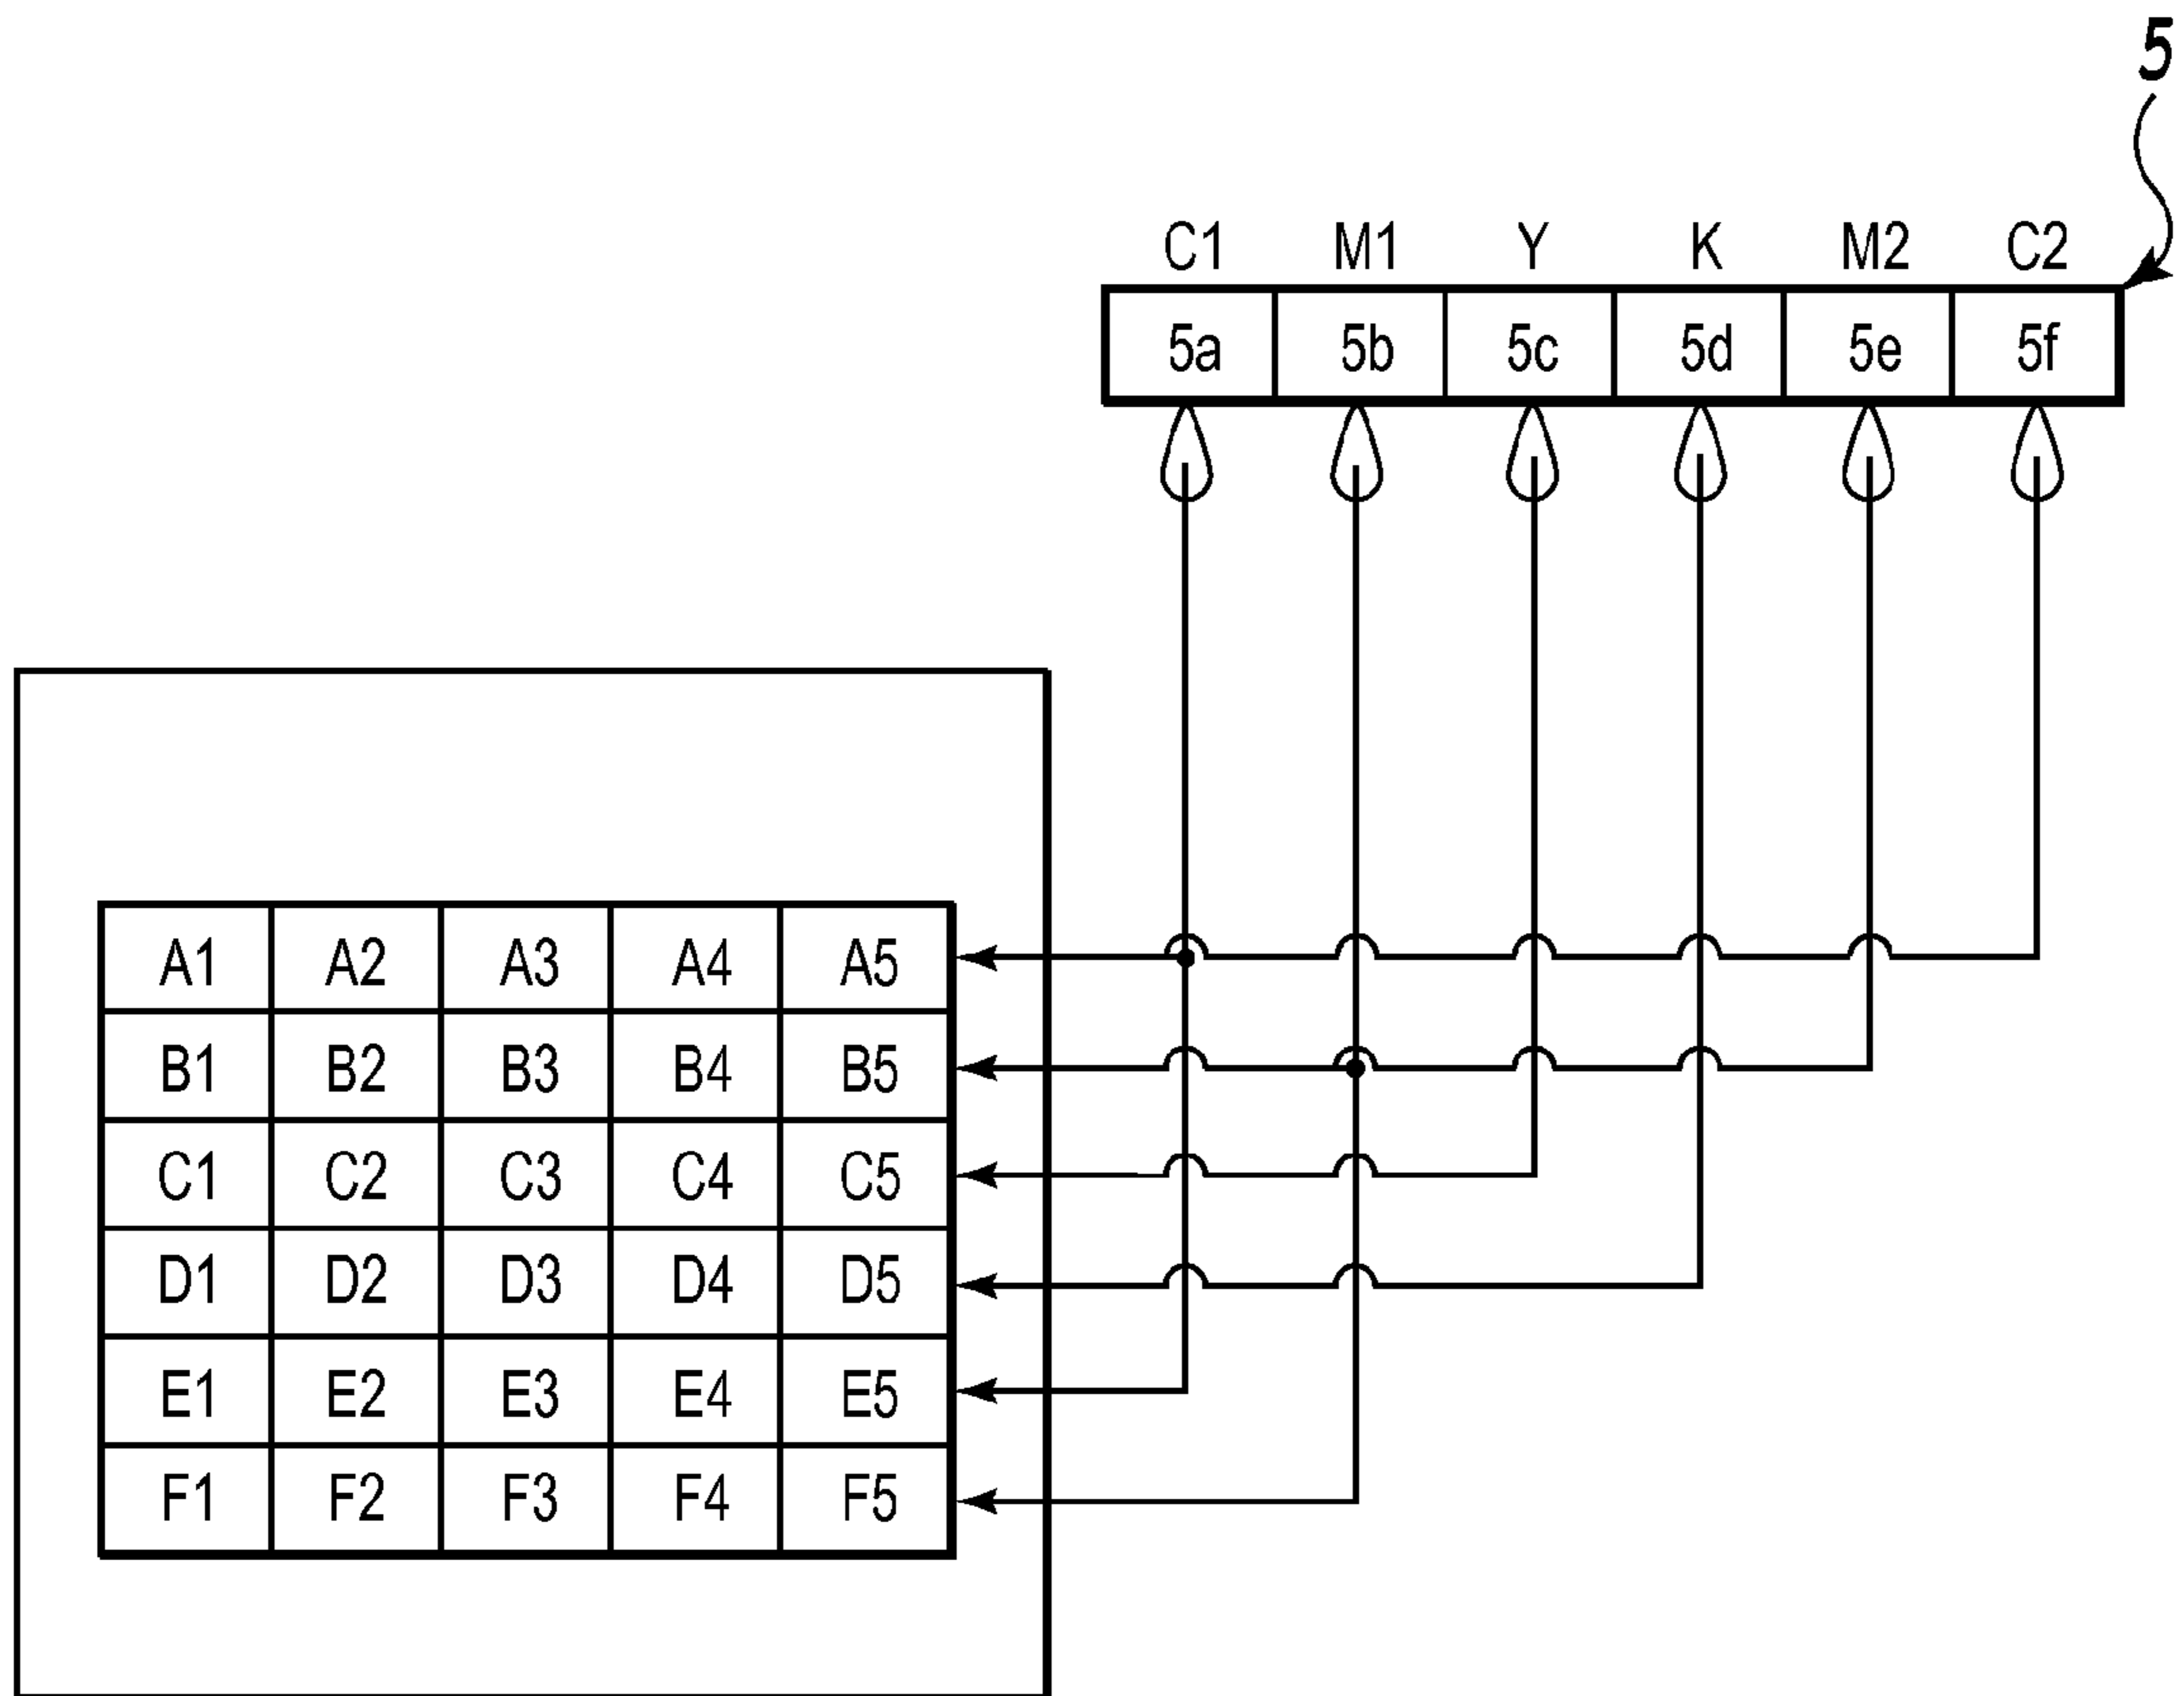 5
C1 M1 Y K M2 C2
5a 5b 5c 5d 5e 5f
A1 A2 A3 A4 A5
B1 B2 B3 B4 B5
C1 C2 C3 C4 C5
D1 D2 D3 D4 D5
E1 E2 E3 E4 E5
F1 F2 F3 F4 F5